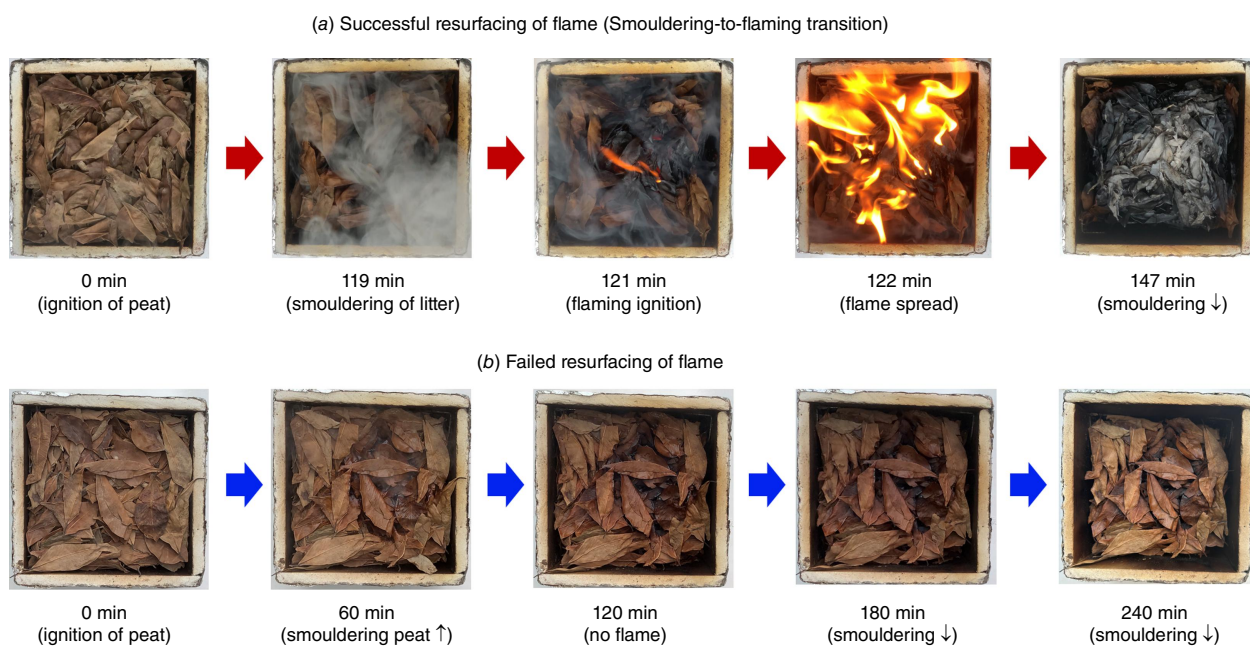 (a) Successful resurfacing of flame (Smouldering-to-flaming transition)
0 min
(ignition of peat)
119 min
(smouldering of litter)
121 min
(flaming ignition)
122 min
(flame spread)
147 min
(smouldering ↓)
(b) Failed resurfacing of flame
0 min
(ignition of peat)
60 min
(smouldering peat ↑)
120 min
(no flame)
180 min
(smouldering ↓)
240 min
(smouldering ↓)